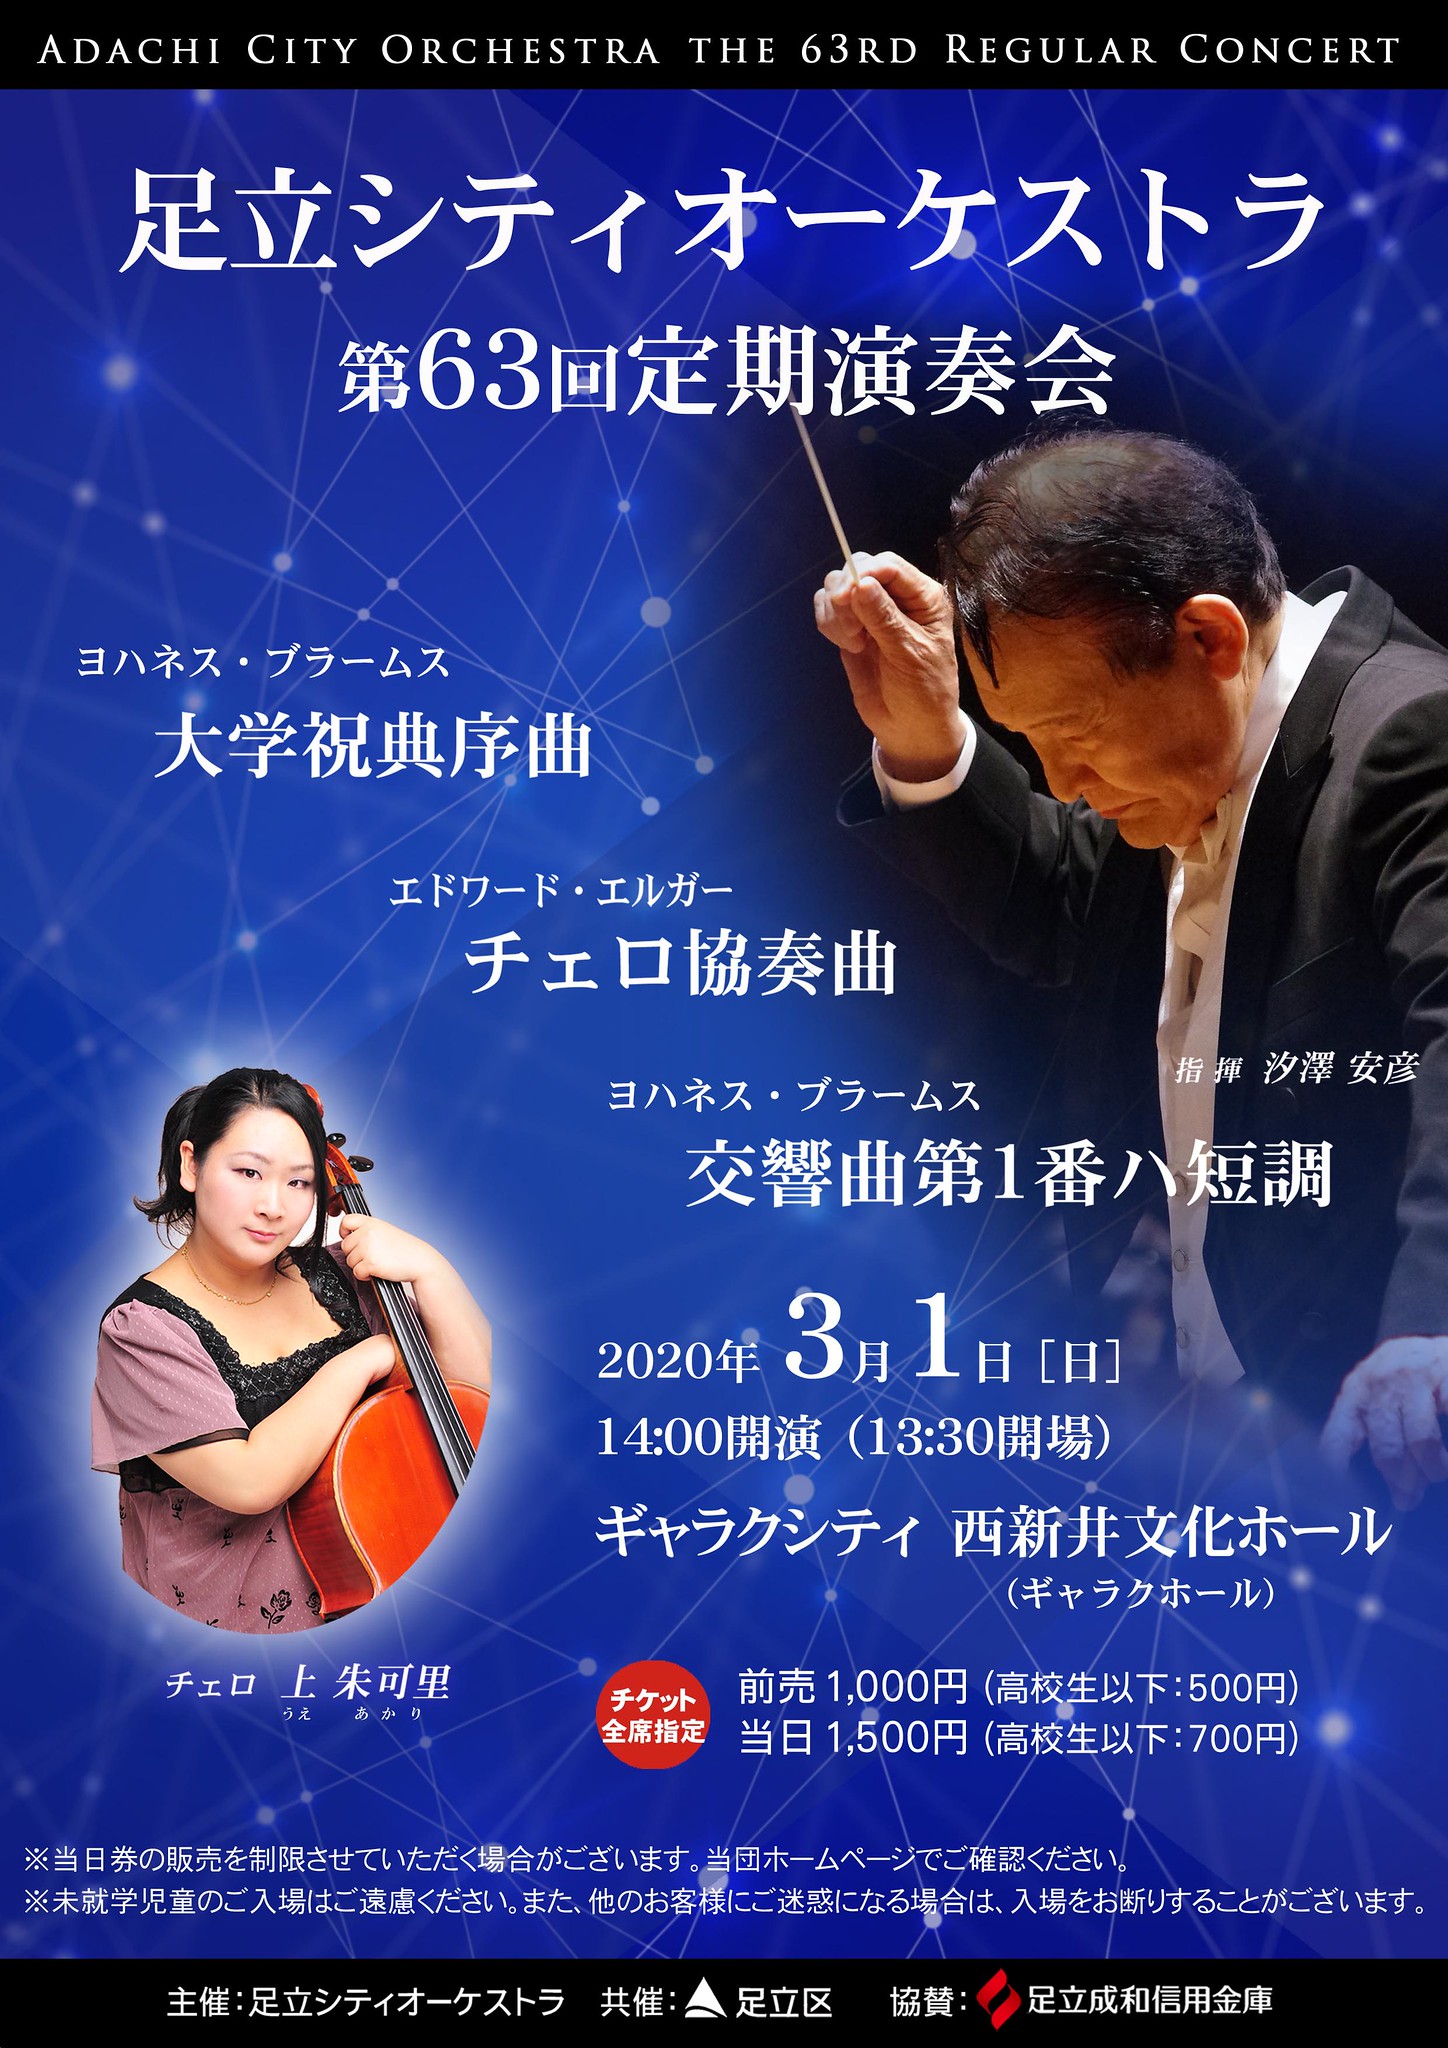 ADACHI CITY ORCHESTRA THE 63RD REGULAR CONCERT
足立シティオーケストラ
第63回定期演奏会
ヨハネス・ブラームス
大学祝典序曲
エドワード・エルガー
チェロ協奏曲
指揮 汐澤 安彦
ヨハネス・ブラームス
交響曲第1番ハ短調
2020年 3月1日［日］
14:00開演（13:30開場）
ギャラクシティ 西新井文化ホール
（ギャラクホール）
チェロ 上 朱可里
うえ あかり
チケット
全席指定
前売 1,000円（高校生以下：500円）
当日 1,500円（高校生以下：700円）
※当日券の販売を制限させていただく場合がございます。当団ホームページでご確認ください。
※未就学児童のご入場はご遠慮ください。また、他のお客様にご迷惑になる場合は、入場をお断りすることがございます。
主催：足立シティオーケストラ 共催：足立区 協賛：足立成和信用金庫